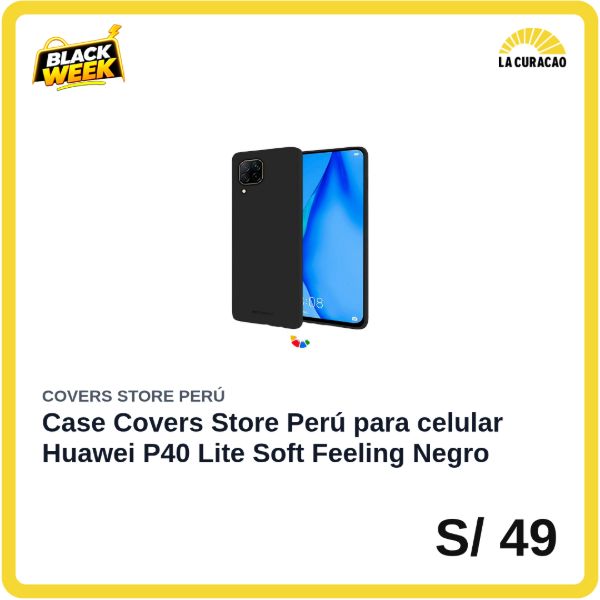 BLACK
WEEK
LA CURACAO
:08
COVERS STORE PERÚ
Case Covers Store Perú para celular
Huawei P40 Lite Soft Feeling Negro
S/ 49